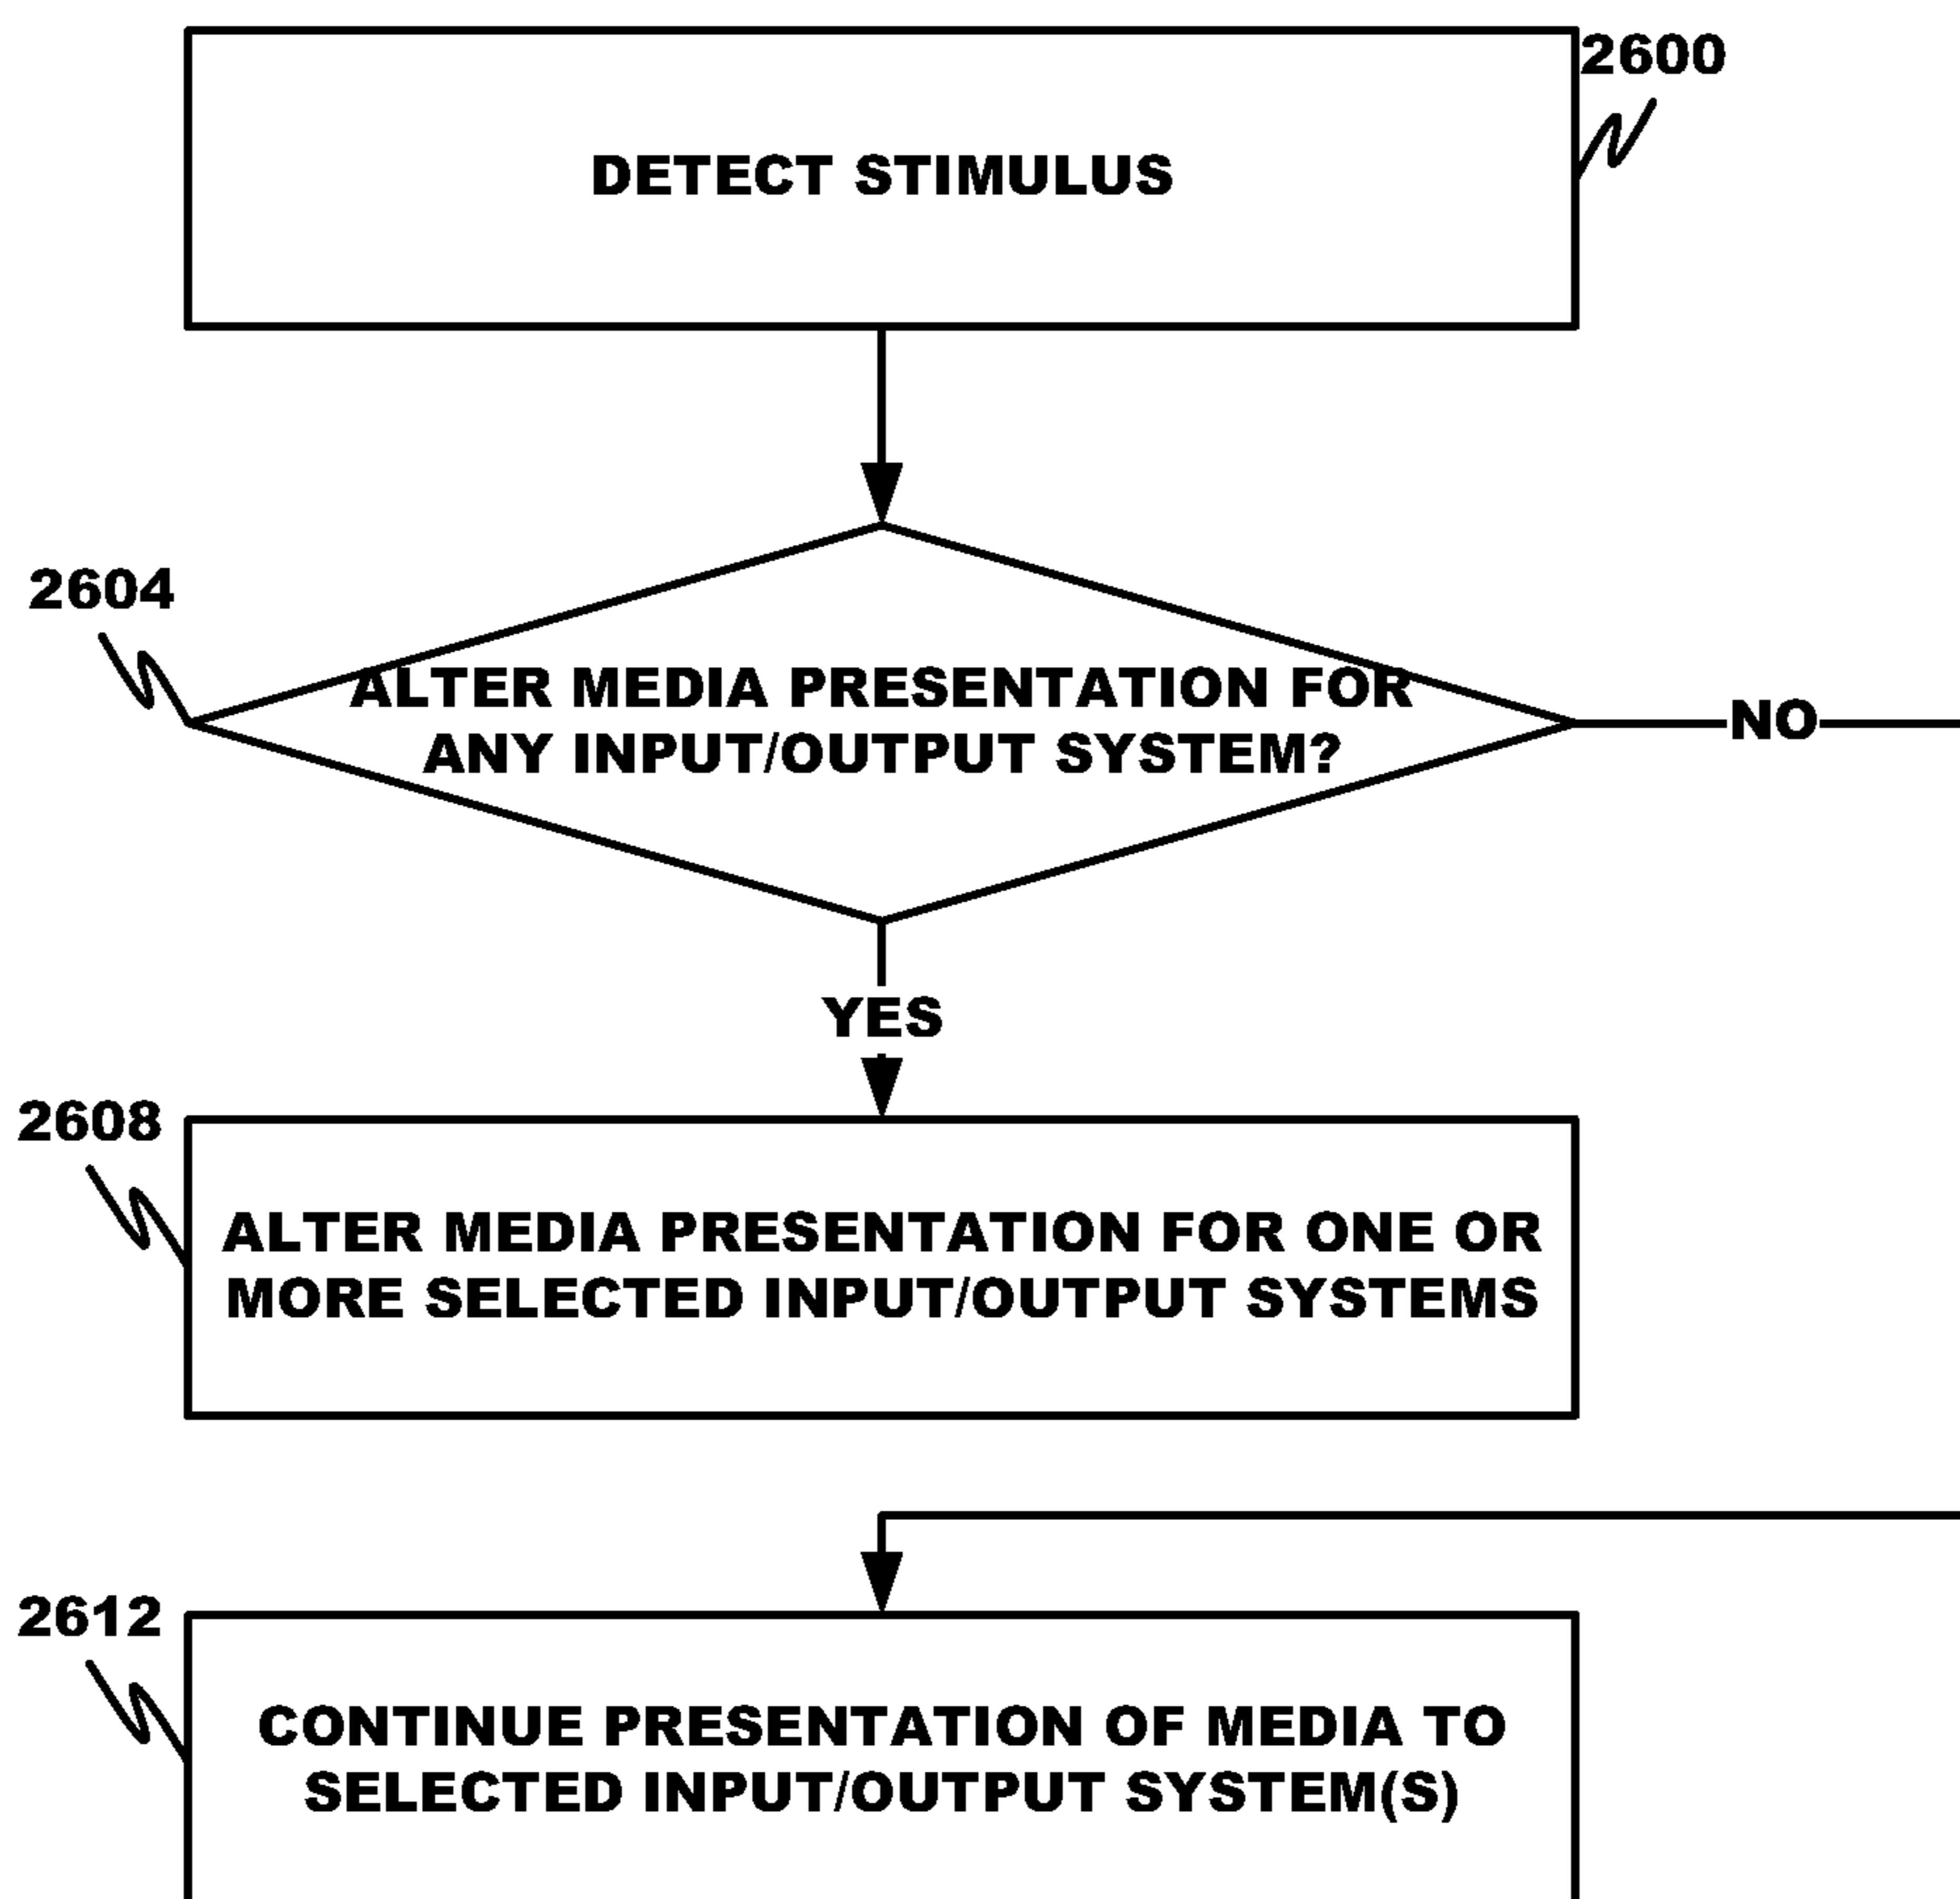 2600
DETECT STIMULUS
2604
ALTER MEDIA PRESENTATION FOR
ANY INPUT/OUTPUT SYSTEM?
NO
YES
2608
ALTER MEDIA PRESENTATION FOR ONE OR
MORE SELECTED INPUT/OUTPUT SYSTEMS
2612
CONTINUE PRESENTATION OF MEDIA TO
SELECTED INPUT/OUTPUT SYSTEM(S)